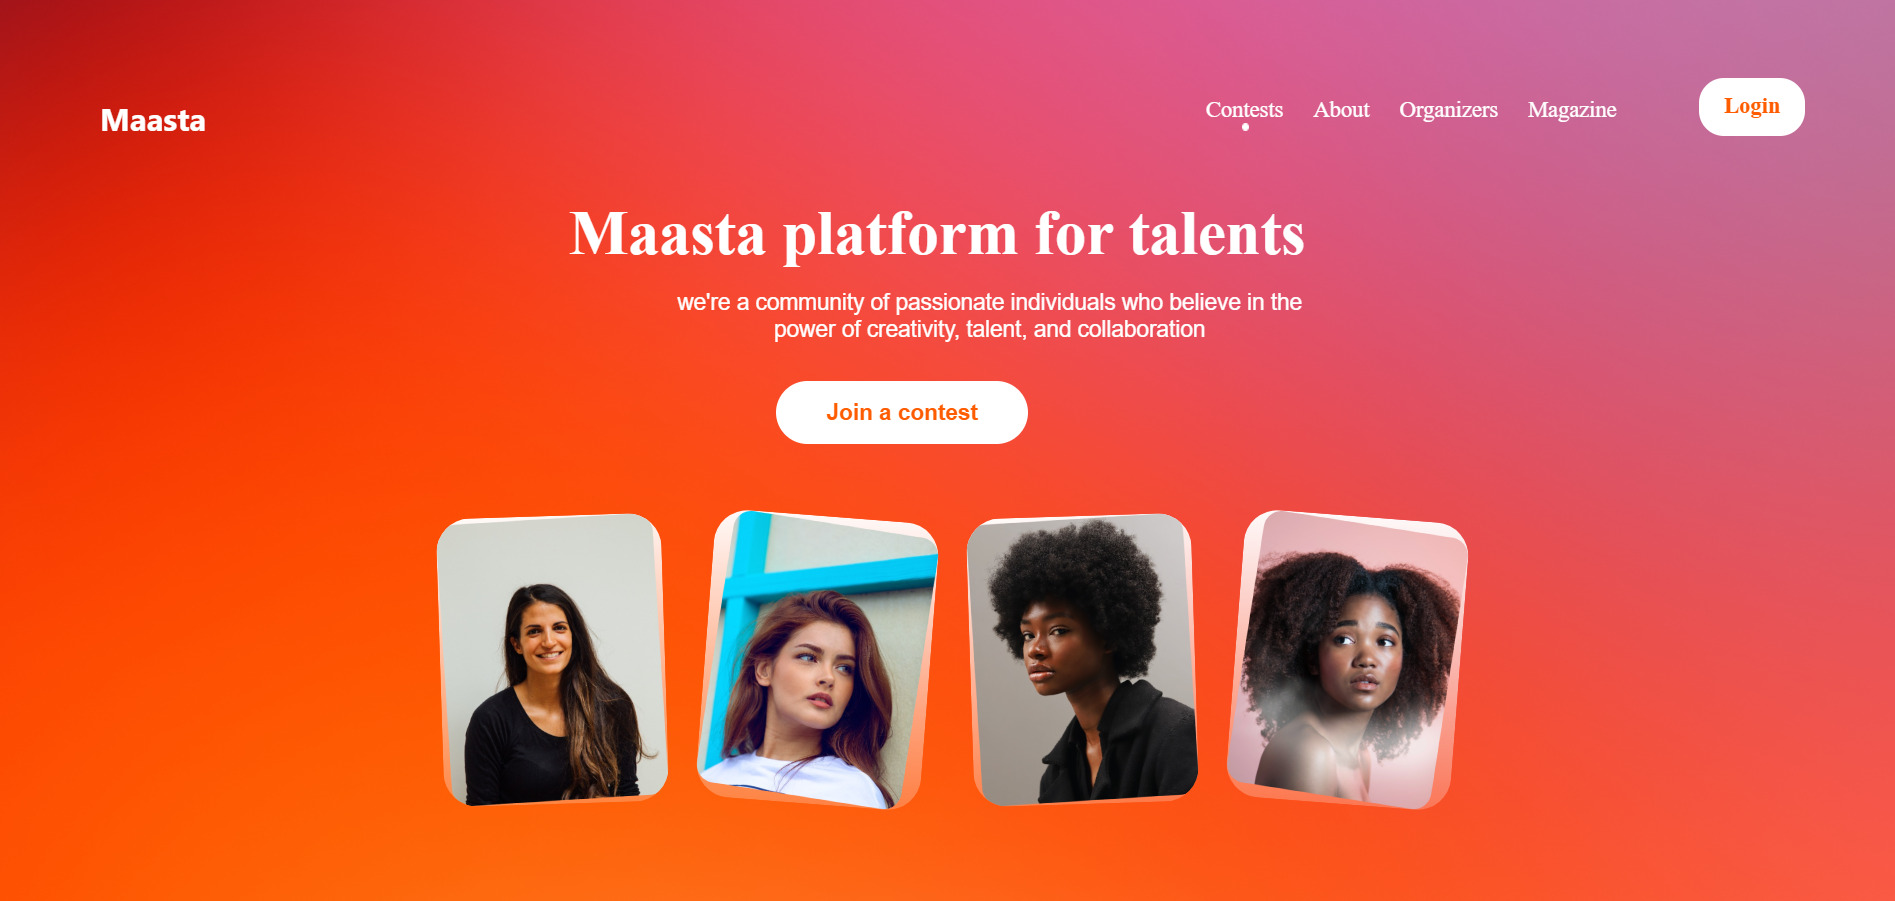 Maasta
Contests
About
Organizers
Magazine
Login
Maasta platform for talents
we're a community of passionate individuals who believe in the
power of creativity, talent, and collaboration
Join a contest